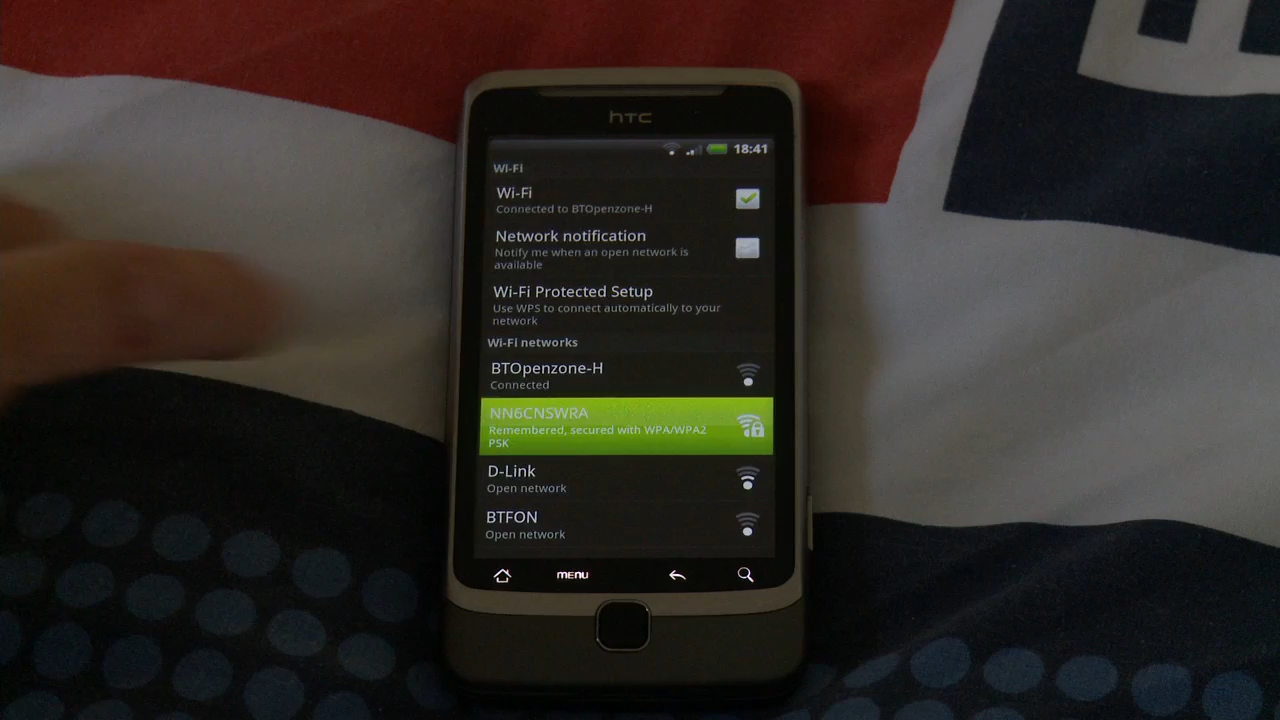 hTC
18:41
Wi-Fi
Wi-Fi
Connected to BTOpenzone-H
Network notification
Notify me when an open network is
available
Wi-Fi Protected Setup
Use WPS to connect automatically to your
network
Wi-Fi networks
BTOpenzone-H
Connected
NN6CNSWRA
Remembered, secured with WPA/WPA2
PSK
D-Link
Open network
BTFON
Open network
MENU